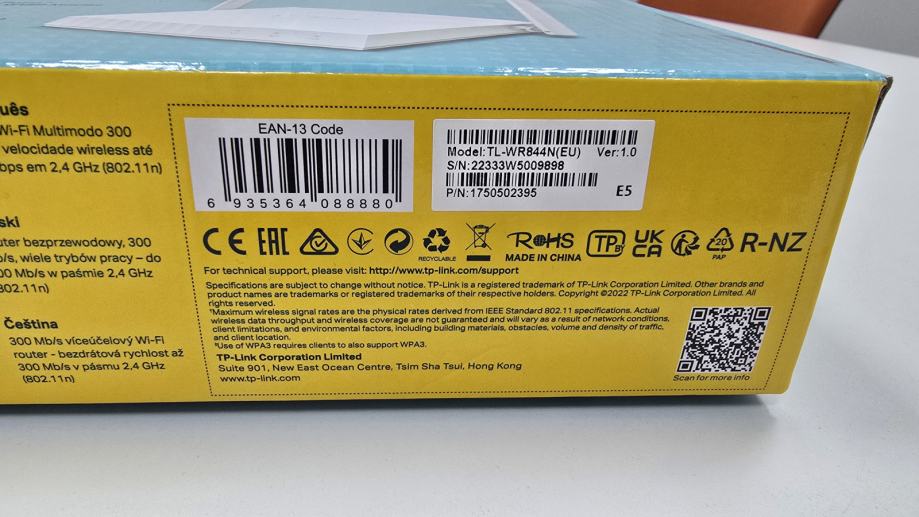 uês
Wi-Fi Multimodo 300
velocidade wireless até
bps em 2,4 GHz (802.11n)
ski
uter bezprzewodowy, 300
b/s, wiele trybów pracy – do
00 Mb/s w paśmie 2,4 GHz
802.11n)
Čeština
300 Mb/s víceúčelový Wi-Fi
router - bezdrátová rychlost až
300 Mb/s v pásmu 2,4 GHz
(802.11n)
EAN-13 Code
6 935364 088880
Model:TL-WR844N(EU) Ver:1.0
S/N:22333W5009898
P/N:1750502395 E5
CE EAC RECYCLABLE RoHS MADE IN CHINA TP BY UK CA 20 PAP R-NZ
For technical support, please visit: http://www.tp-link.com/support
Specifications are subject to change without notice. TP-Link is a registered trademark of TP-Link Corporation Limited. Other brands and
product names are trademarks or registered trademarks of their respective holders. Copyright ©2022 TP-Link Corporation Limited. All
rights reserved.
*Maximum wireless signal rates are the physical rates derived from IEEE Standard 802.11 specifications. Actual
wireless data throughput and wireless coverage are not guaranteed and will vary as a result of network conditions,
client limitations, and environmental factors, including building materials, obstacles, volume and density of traffic,
and client location.
*Use of WPA3 requires clients to also support WPA3.
TP-Link Corporation Limited
Suite 901, New East Ocean Centre, Tsim Sha Tsui, Hong Kong
www.tp-link.com
Scan for more info